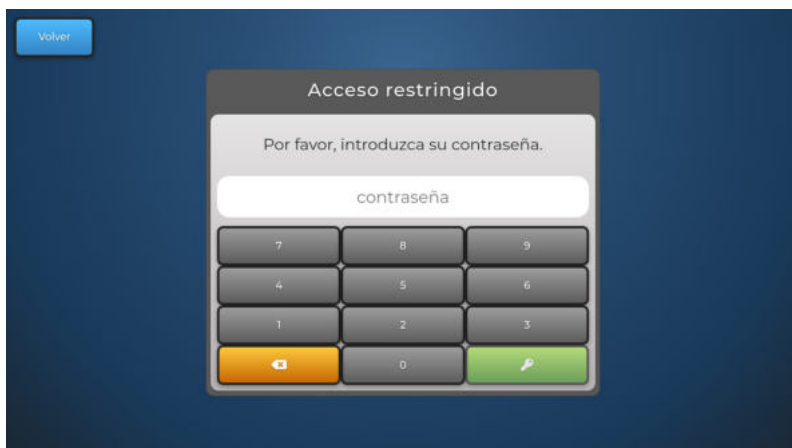 Volver
Acceso restringido
Por favor, introduzca su contraseña.
contraseña
7 8 9
4 5 6
1 2 3
0